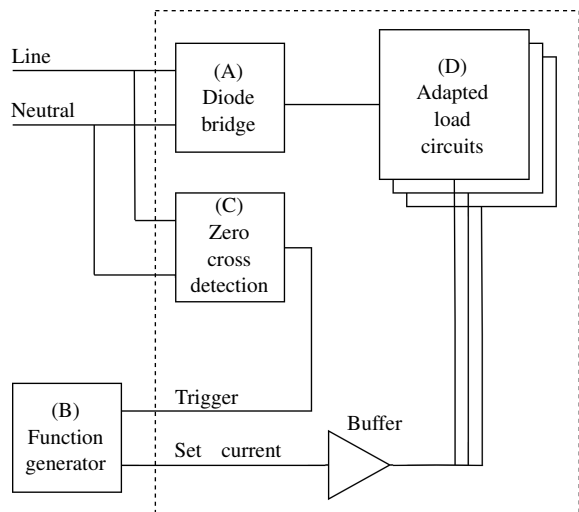 Line
Neutral
(A)
Diode
bridge
(D)
Adapted
load
circuits
(C)
Zero
cross
detection
(B)
Function
generator
Trigger
Set current
Buffer